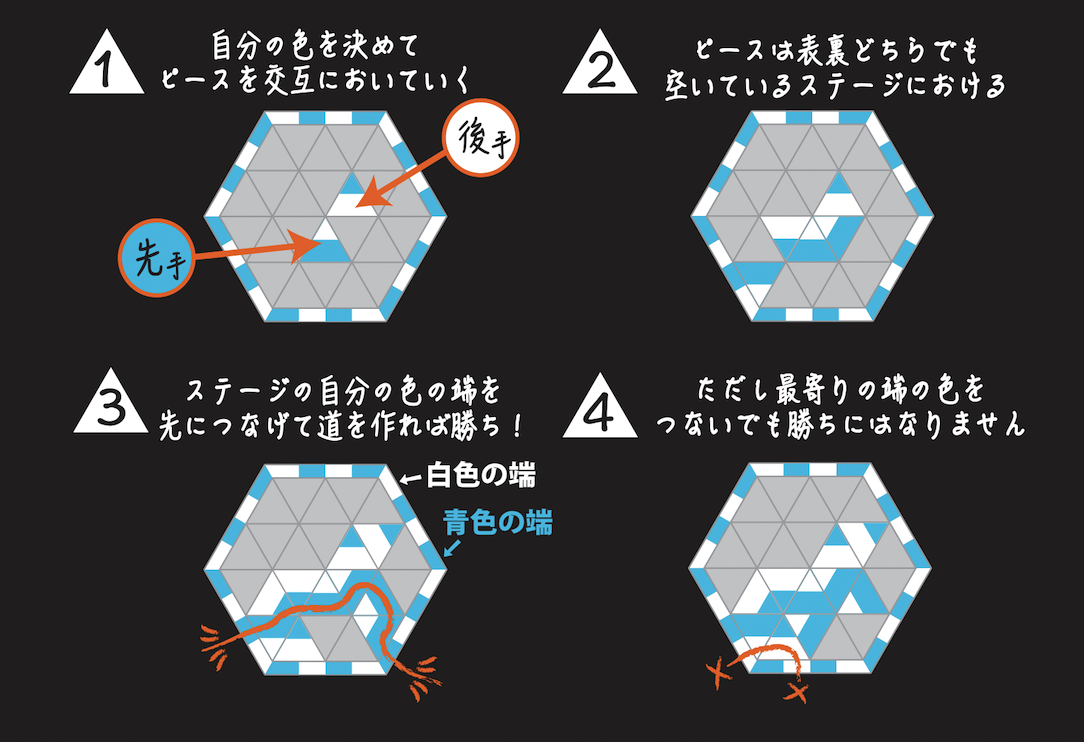 1
自分の色を決めて
ピースを交互においていく
後手
先手
2
ピースは表裏どちらでも
空いているステージにおける
3
ステージの自分の色の端を
先につなげて道を作れば勝ち！
白色の端
青色の端
4
ただし最寄りの端の色を
つないでも勝ちにはなりません